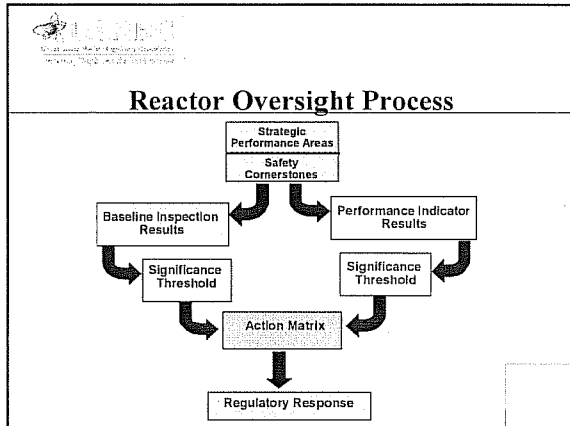 Reactor Oversight Process
Strategic
Performance Areas
Safety
Cornerstones
Baseline Inspection
Results
Performance Indicator
Results
Significance
Threshold
Significance
Threshold
Action Matrix
Regulatory Response